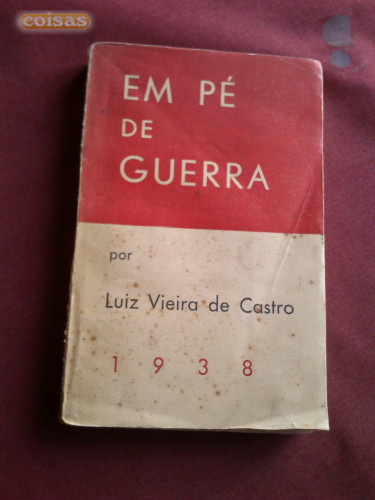 coisas
EM PÉ
DE
GUERRA
por
Luiz Vieira de Castro
1938